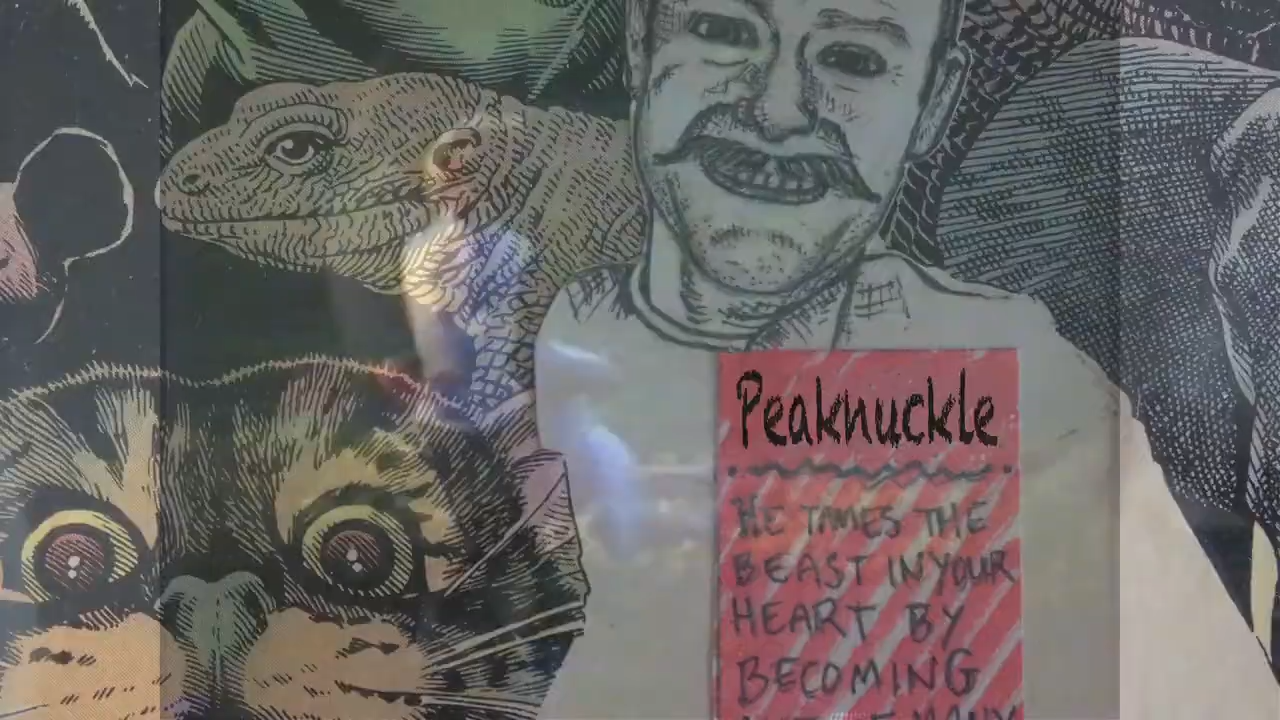 Peaknuckle
HE TAMES THE
BEAST IN YOUR
HEART BY
BECOMING